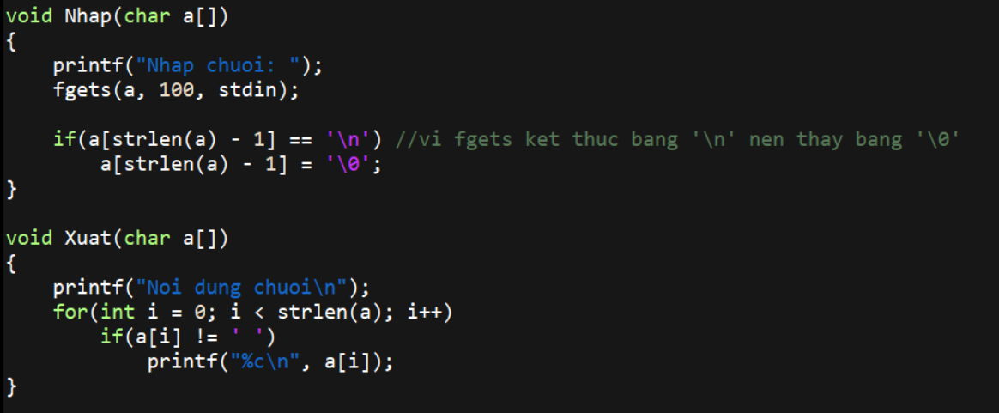 void Nhap(char a[])
{
    printf("Nhap chuoi: ");
    fgets(a, 100, stdin);

    if(a[strlen(a) - 1] == '\n') //vi fgets ket thuc bang '\n' nen thay bang '\0'
        a[strlen(a) - 1] = '\0';
}

void Xuat(char a[])
{
    printf("Noi dung chuoi\n");
    for(int i = 0; i < strlen(a); i++)
        if(a[i] != ' ')
            printf("%c\n", a[i]);
}